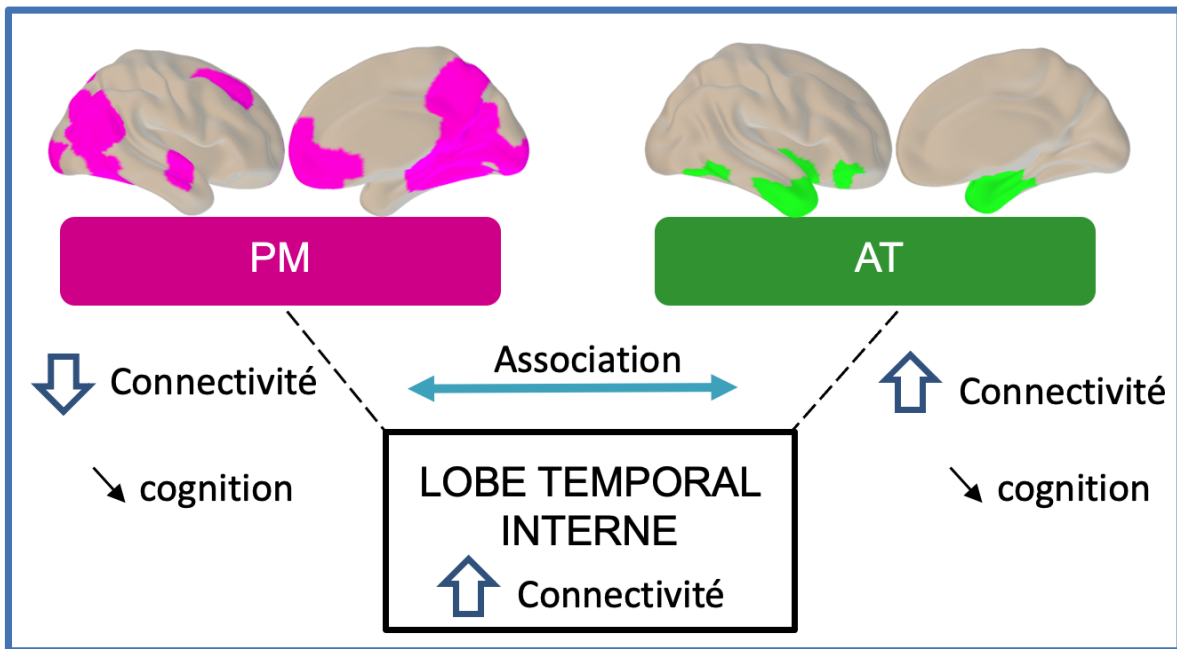 PM
AT
Association
Connectivité
Connectivité
cognition
cognition
LOBE TEMPORAL
INTERNE
Connectivité